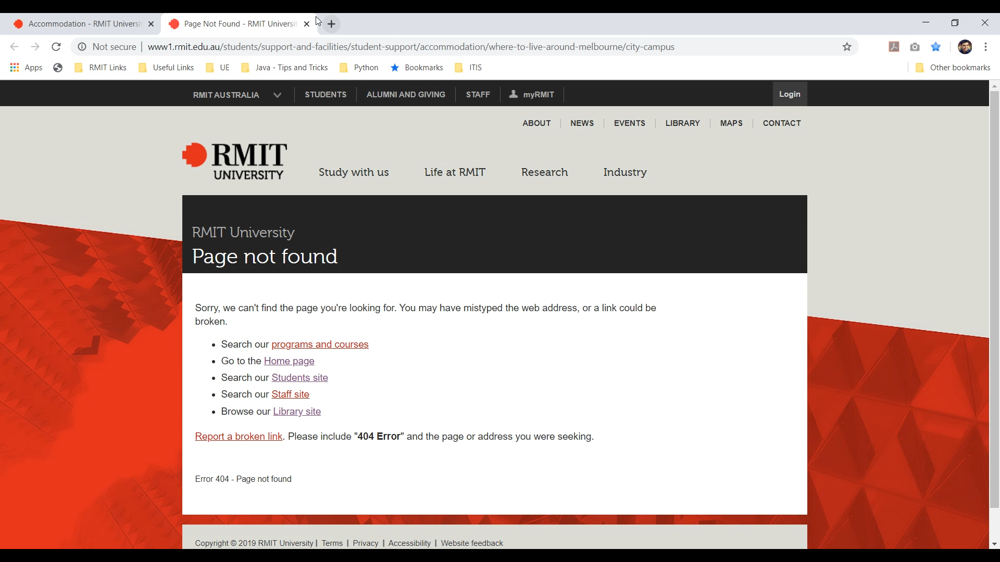 Accommodation - RMIT Universi
Page Not Found - RMIT Universit
Not secure
www1.rmit.edu.au/students/support-and-facilities/student-support/accommodation/where-to-live-around-melbourne/city-campus
Apps
RMIT Links
Useful Links
UE
Java - Tips and Tricks
Python
Bookmarks
ITIS
Other bookmarks
RMIT AUSTRALIA
STUDENTS
ALUMNI AND GIVING
STAFF
myRMIT
Login
ABOUT
NEWS
EVENTS
LIBRARY
MAPS
CONTACT
RMIT
UNIVERSITY
Study with us
Life at RMIT
Research
Industry
RMIT University
Page not found
Sorry, we can't find the page you're looking for. You may have mistyped the web address, or a link could be
broken.
• Search our programs and courses
• Go to the Home page
• Search our Students site
• Search our Staff site
• Browse our Library site
Report a broken link. Please include "404 Error" and the page or address you were seeking.
Error 404 - Page not found
Copyright © 2019 RMIT University | Terms | Privacy | Accessibility | Website feedback